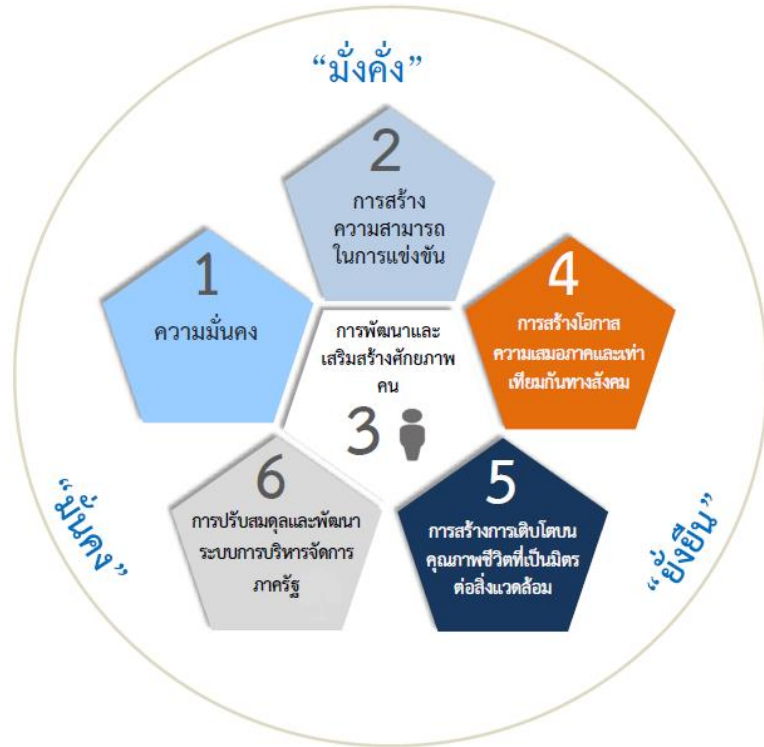 “มั่งคั่ง”
2
การสร้าง
ความสามารถ
ในการแข่งขัน
1
ความมั่นคง
4
การสร้างโอกาส
ความเสมอภาคและเท่า
เทียมกันทางสังคม
การพัฒนาและ
เสริมสร้างศักยภาพ
คน
3
6
การปรับสมดุลและพัฒนา
ระบบการบริหารจัดการ
ภาครัฐ
5
การสร้างการเติบโตบน
คุณภาพชีวิตที่เป็นมิตร
ต่อสิ่งแวดล้อม
“มั่นคง”
“ยั่งยืน”